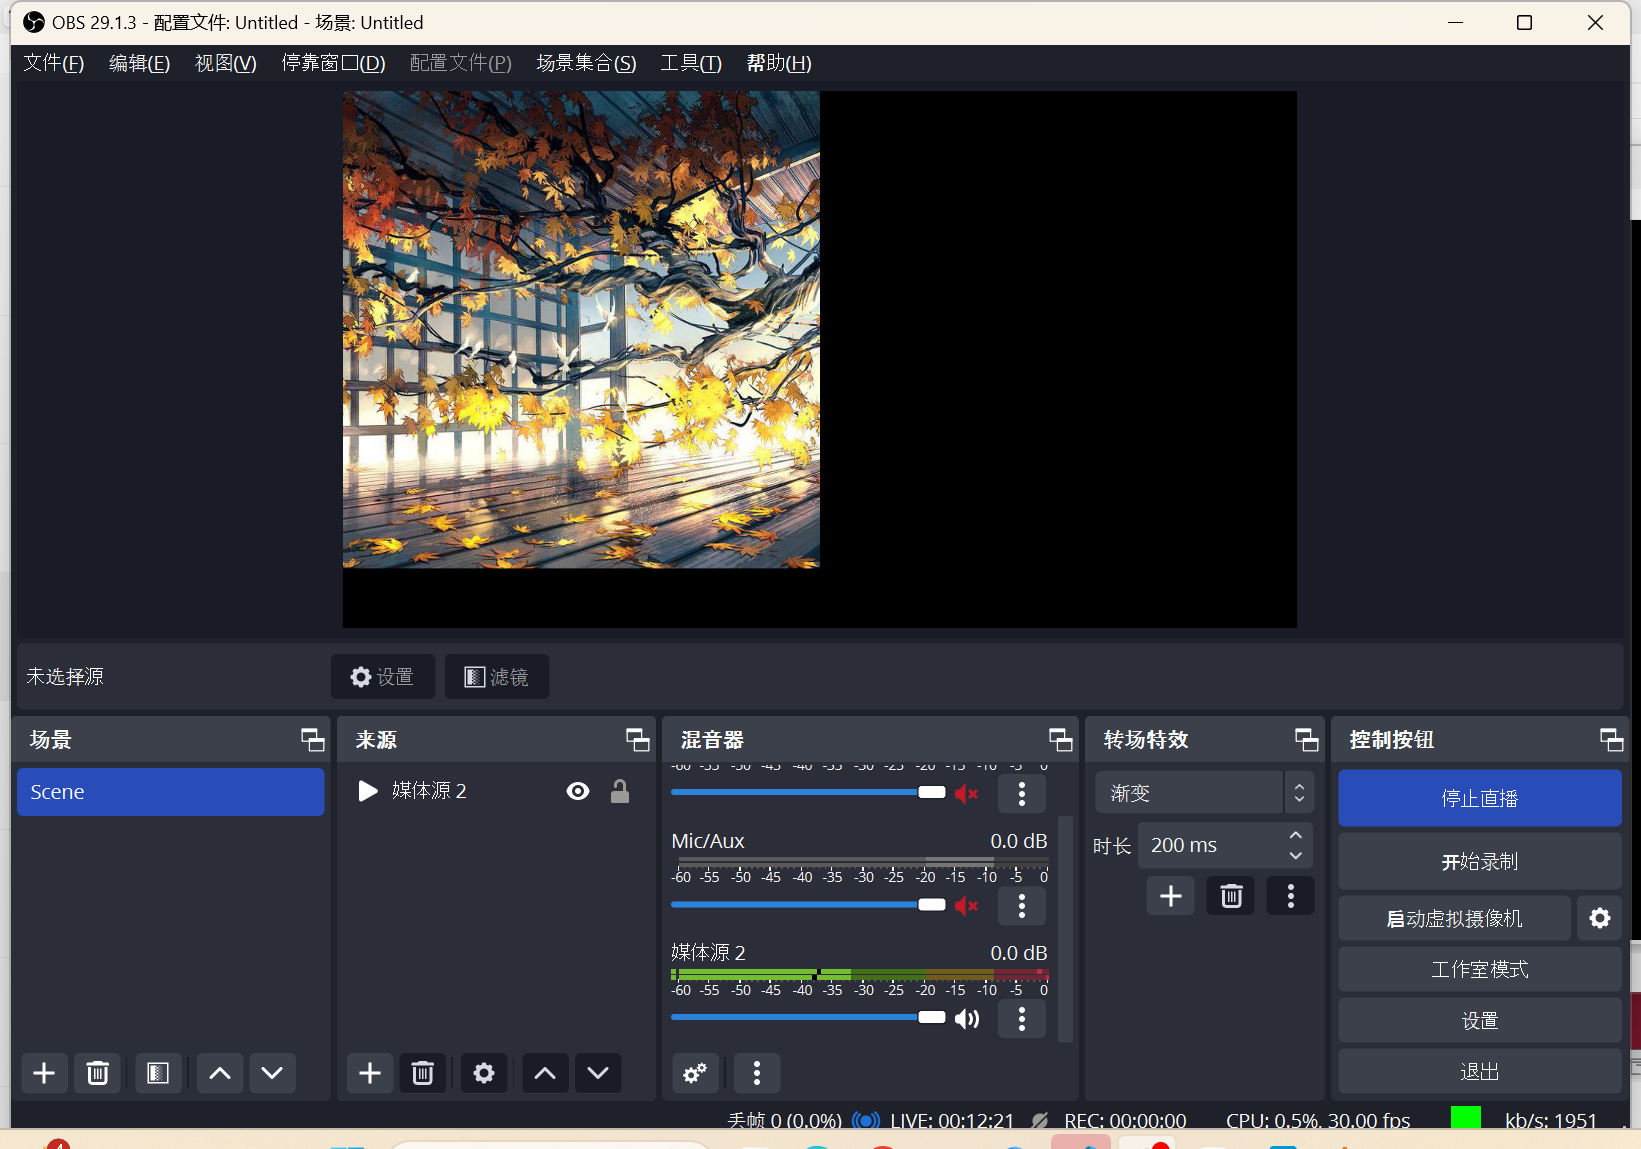 OBS 29.1.3 - 配置文件: Untitled - 场景: Untitled
文件(F) 编辑(E) 视图(V) 停靠窗口(D) 配置文件(P) 场景集合(S) 工具(T) 帮助(H)
未选择源 设置 滤镜
场景
Scene
来源
媒体源 2
混音器
-60 -55 -50 -45 -40 -35 -30 -25 -20 -15 -10 -5 0
Mic/Aux 0.0 dB
-60 -55 -50 -45 -40 -35 -30 -25 -20 -15 -10 -5 0
媒体源 2 0.0 dB
-60 -55 -50 -45 -40 -35 -30 -25 -20 -15 -10 -5 0
转场特效
渐变
时长 200 ms
控制按钮
停止直播
开始录制
启动虚拟摄像机
工作室模式
设置
退出
丢帧 0 (0.0%) LIVE: 00:12:21 REC: 00:00:00 CPU: 0.5%, 30.00 fps kb/s: 1951
4